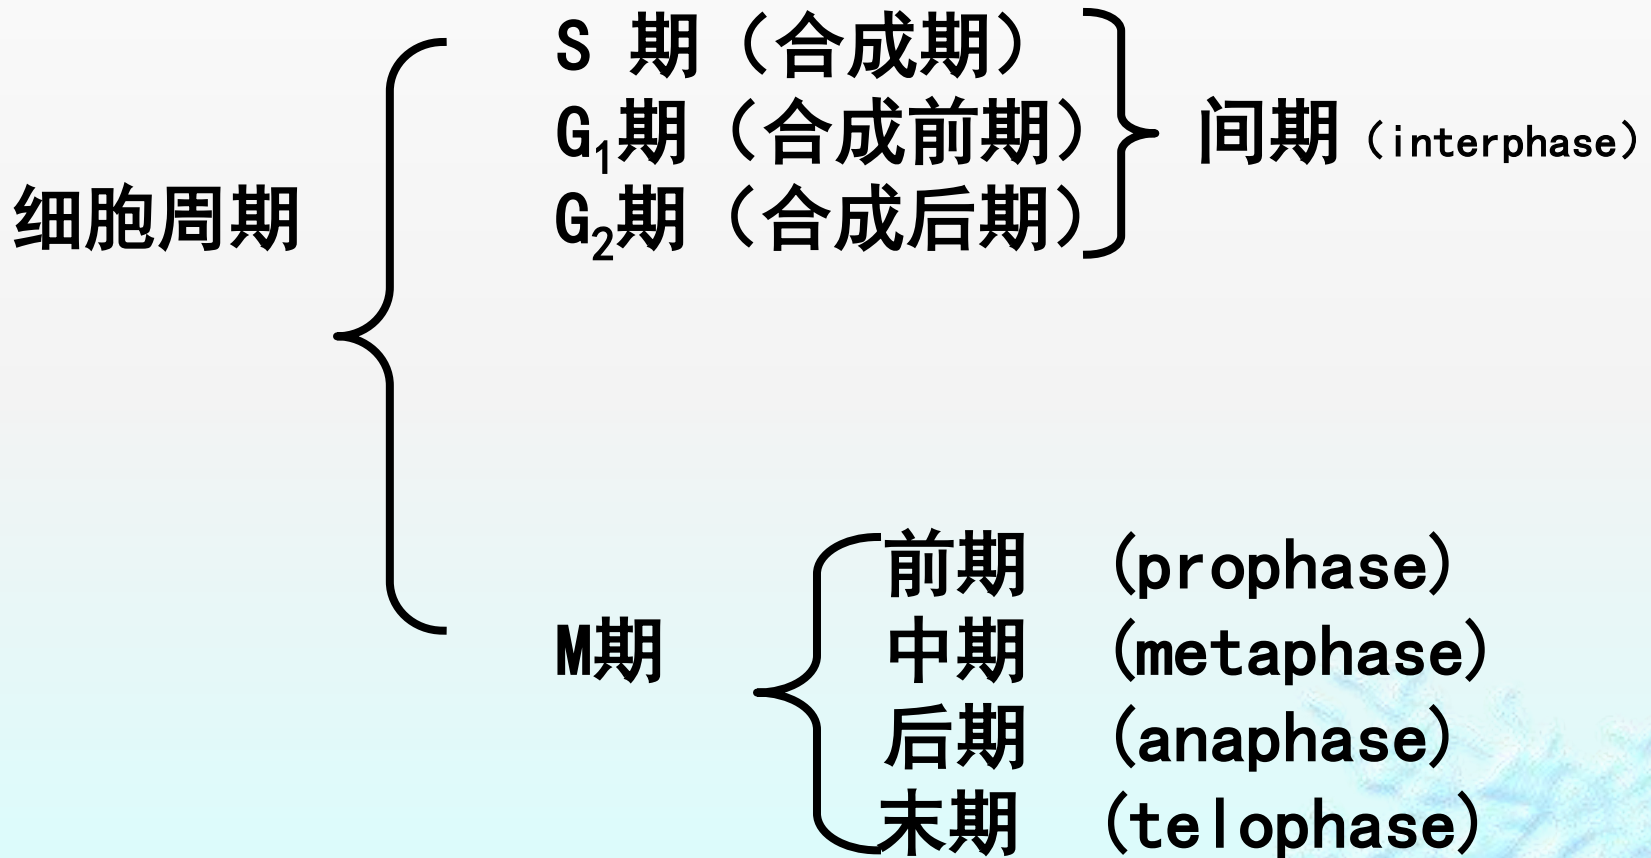 S 期（合成期）
G₁期（合成前期） 间期（interphase）
细胞周期 G₂期（合成后期）
前期 （prophase）
M期 中期 （metaphase）
后期 （anaphase）
末期 （telophase）